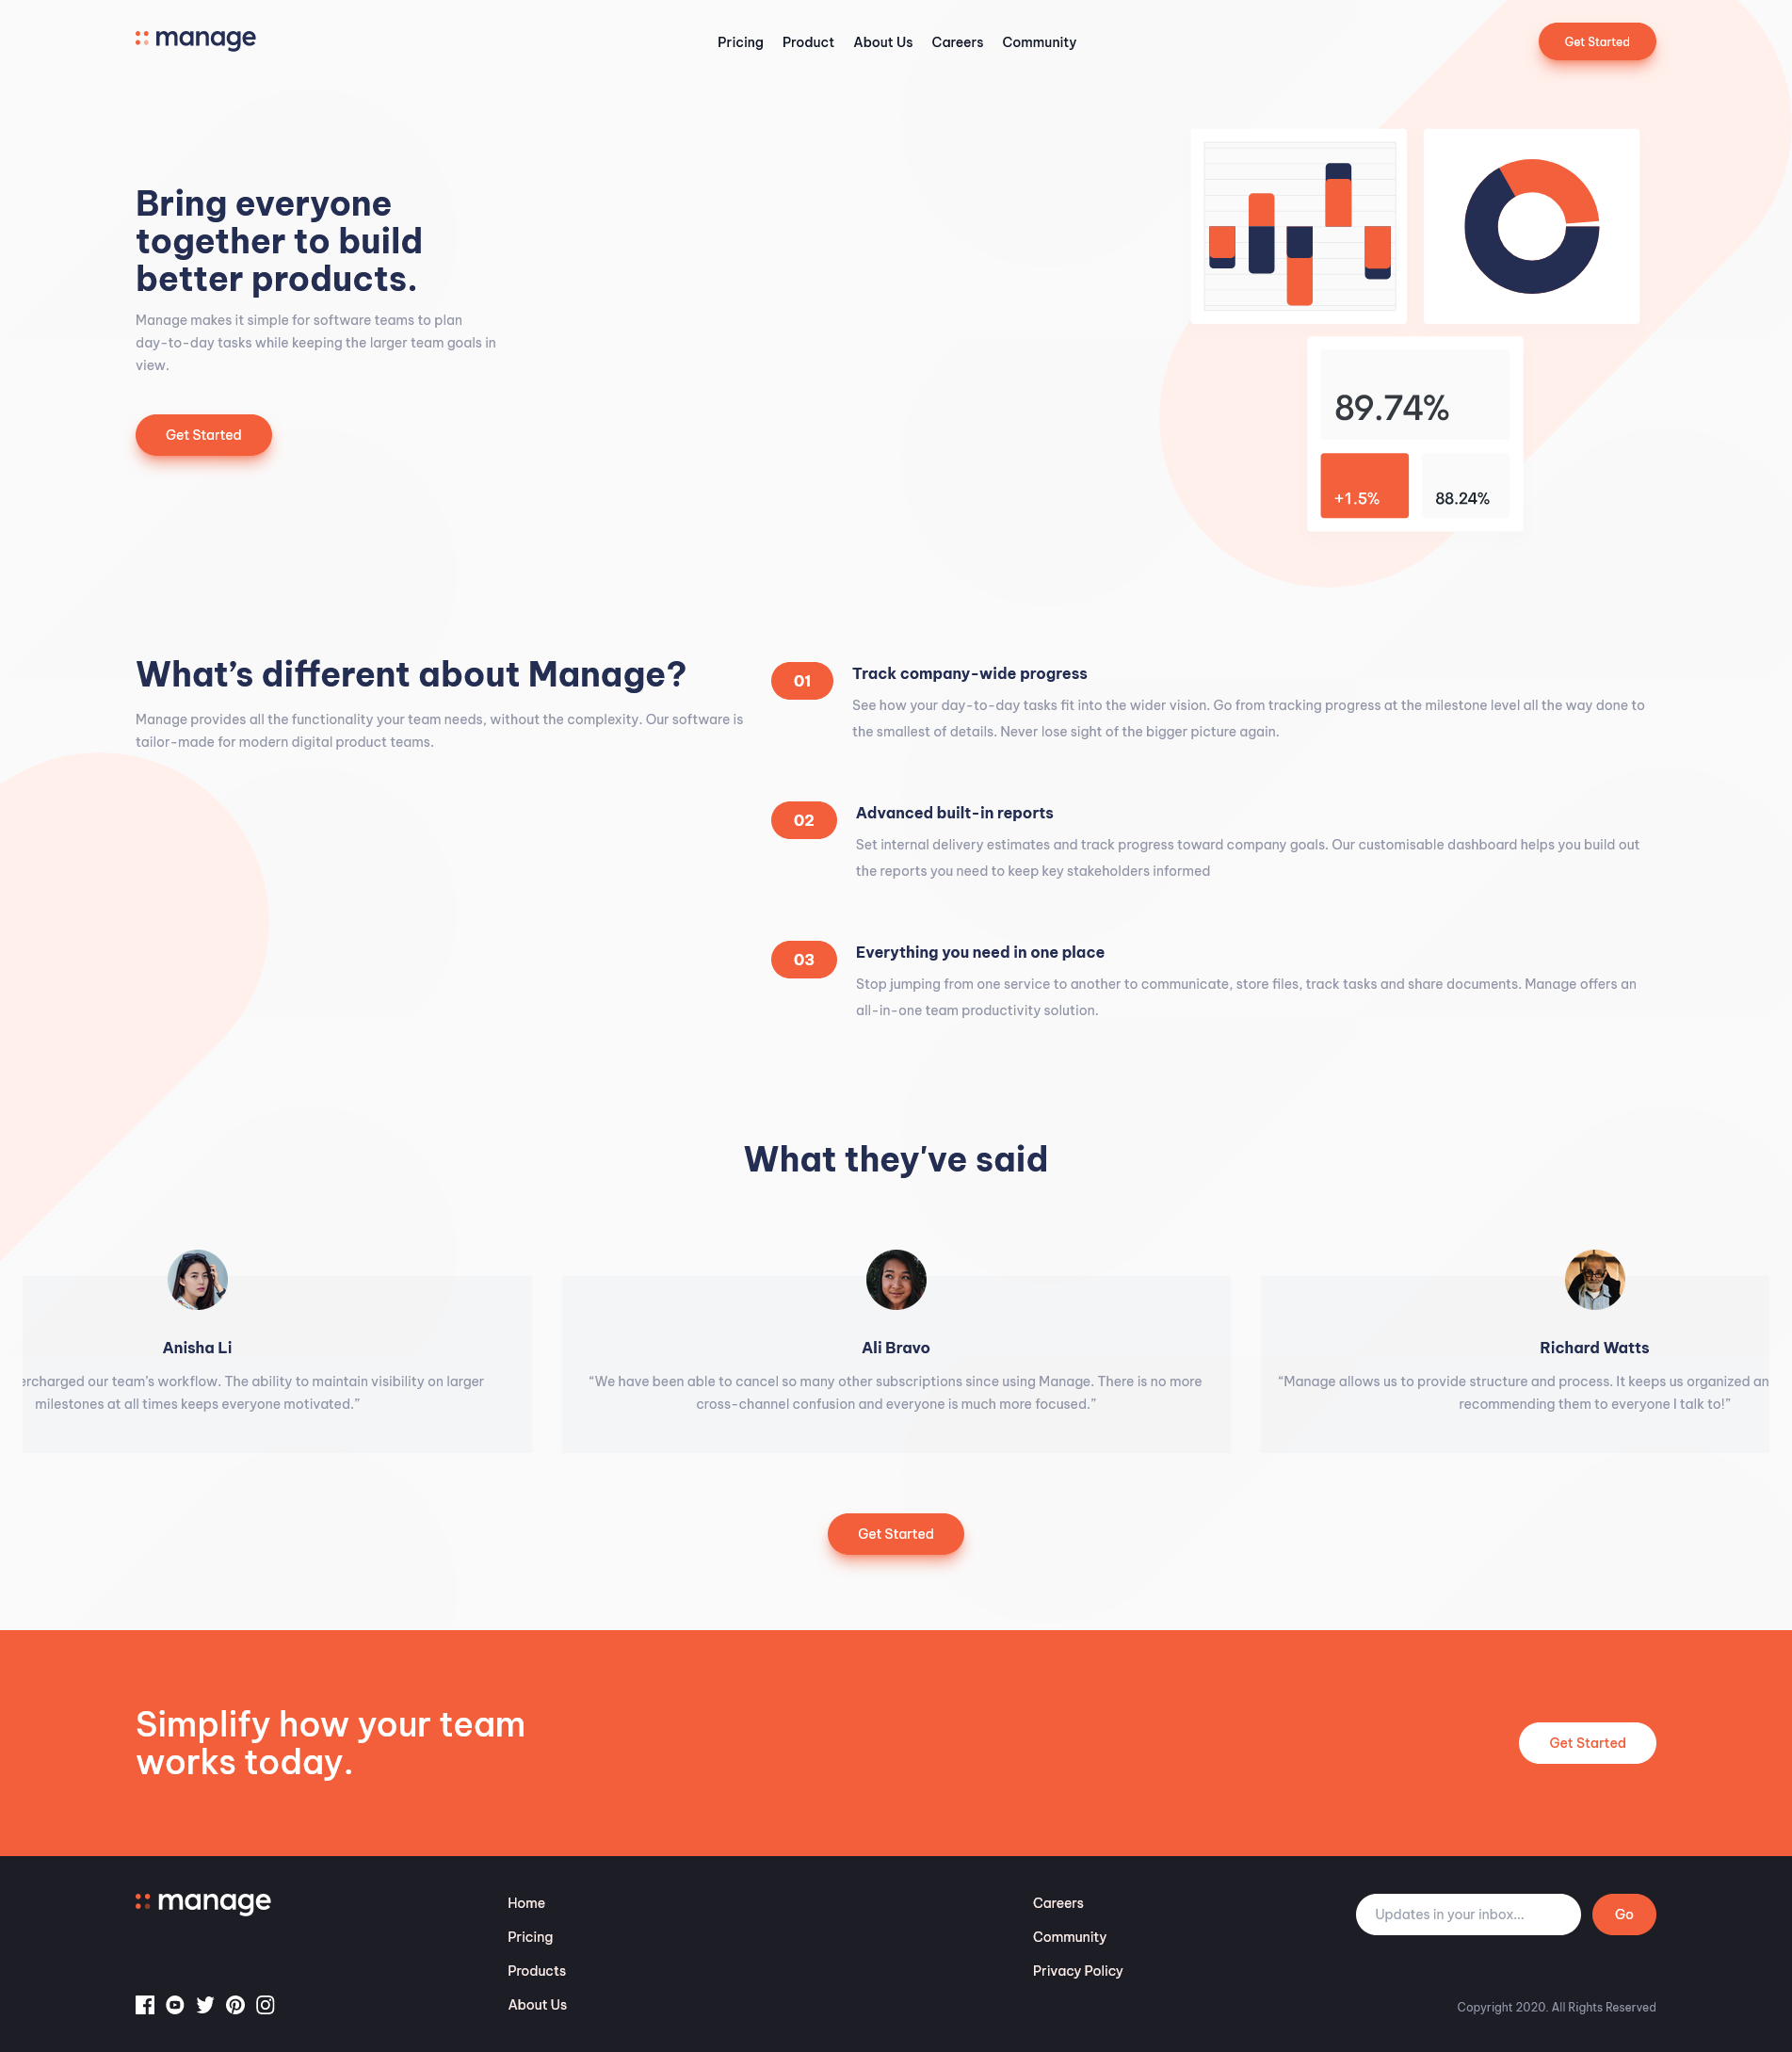 manage
Pricing Product About Us Careers Community
Get Started
Bring everyone
together to build
better products.
Manage makes it simple for software teams to plan
day-to-day tasks while keeping the larger team goals in
view.
Get Started
89.74%
+1.5%
88.24%
What’s different about Manage?
Manage provides all the functionality your team needs, without the complexity. Our software is
tailor-made for modern digital product teams.
01
Track company-wide progress
See how your day-to-day tasks fit into the wider vision. Go from tracking progress at the milestone level all the way done to
the smallest of details. Never lose sight of the bigger picture again.
02
Advanced built-in reports
Set internal delivery estimates and track progress toward company goals. Our customisable dashboard helps you build out
the reports you need to keep key stakeholders informed
03
Everything you need in one place
Stop jumping from one service to another to communicate, store files, track tasks and share documents. Manage offers an
all-in-one team productivity solution.
What they've said
Anisha Li
ercharged our team’s workflow. The ability to maintain visibility on larger
milestones at all times keeps everyone motivated.”
Ali Bravo
“We have been able to cancel so many other subscriptions since using Manage. There is no more
cross-channel confusion and everyone is much more focused.”
Richard Watts
“Manage allows us to provide structure and process. It keeps us organized an
recommending them to everyone I talk to!”
Get Started
Simplify how your team
works today.
Get Started
manage
Home
Pricing
Products
About Us
Careers
Community
Privacy Policy
Updates in your inbox...
Go
Copyright 2020. All Rights Reserved